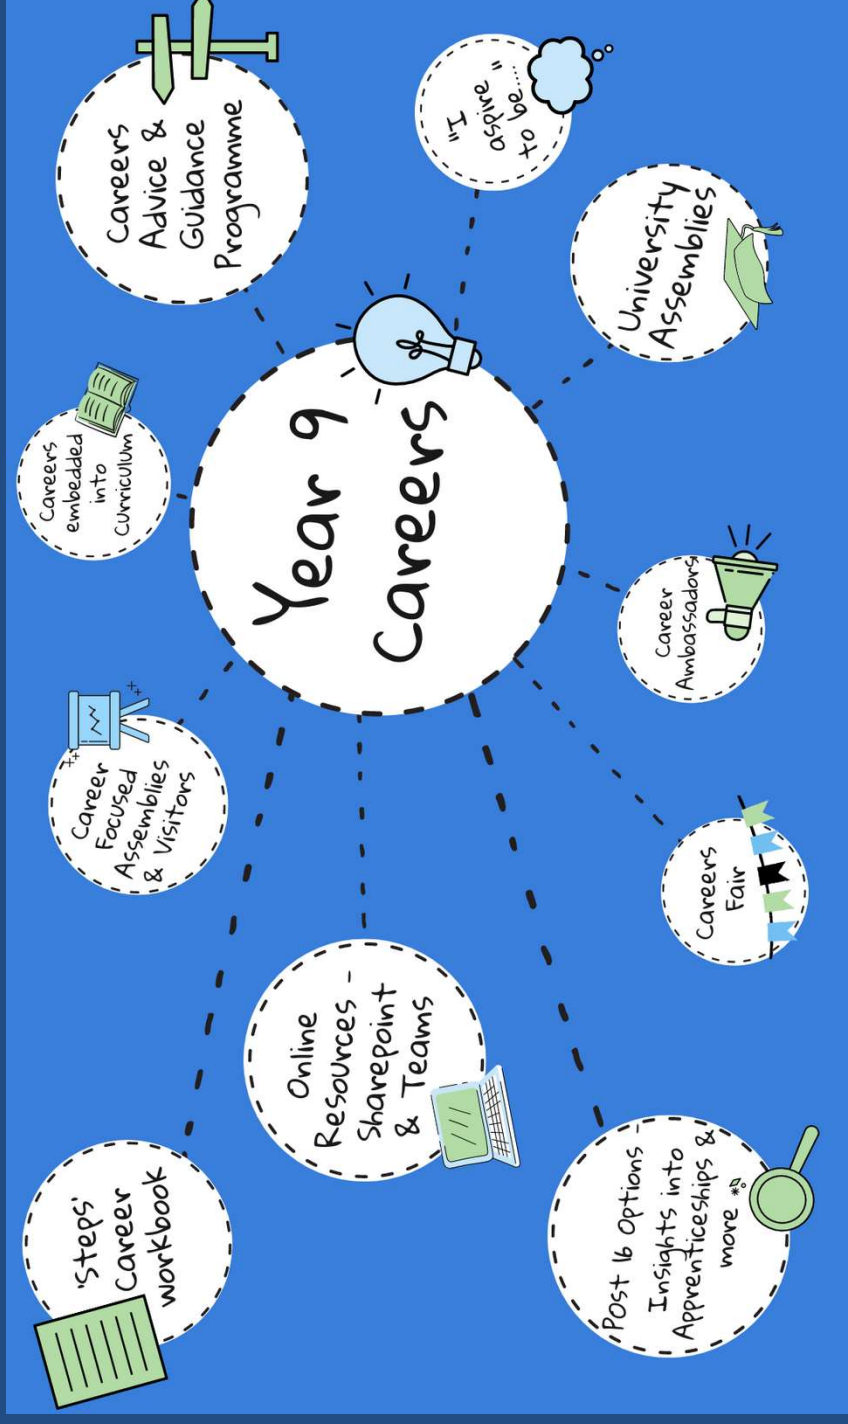 Year 9
Careers
'Steps'
Career
workbook
Career
Focused
Assemblies
& Visitors
Careers
embedded
into
curriculum
Careers
Advice &
Guidance
Programme
Online
Resources -
Sharepoint
& Teams
"I
aspire
to be...."
Post 16 Options -
Insights into
Apprenticeships &
more
Careers
Fair
Career
Ambassadors
University
Assemblies